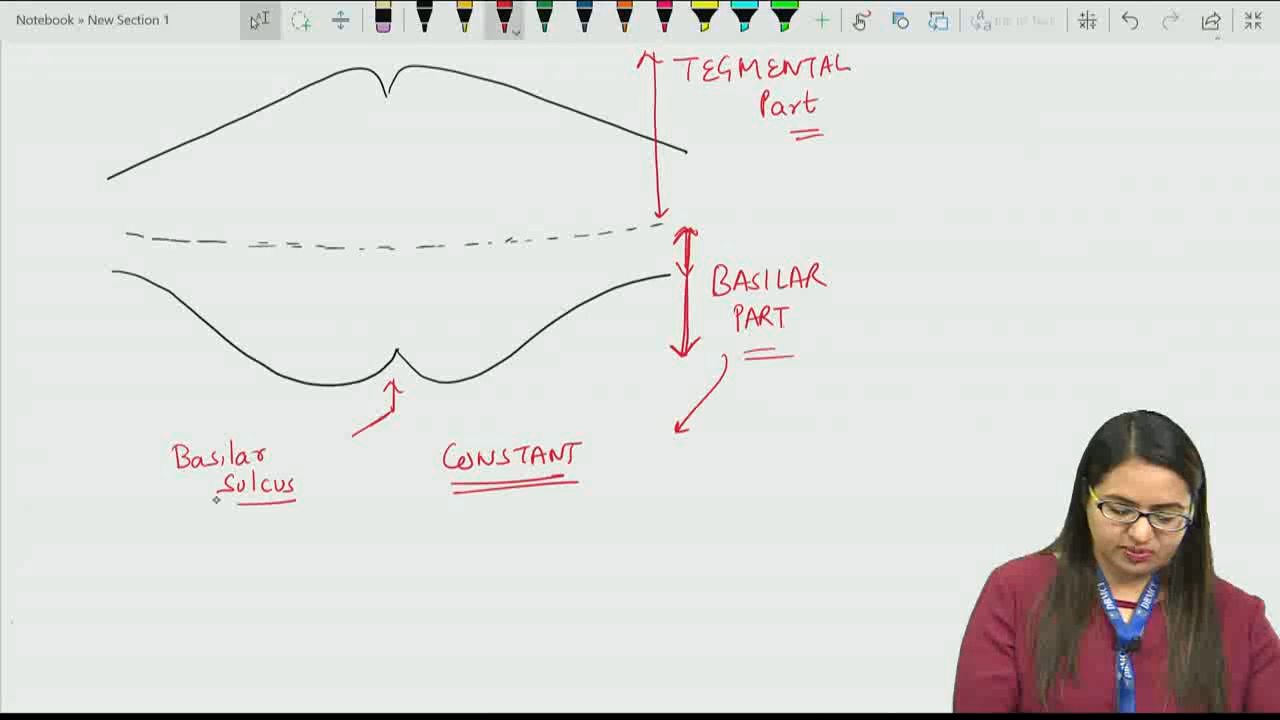 Notebook » New Section 1
TEGMENTAL
Part
BASILAR
PART
Basilar
Sulcus
CONSTANT